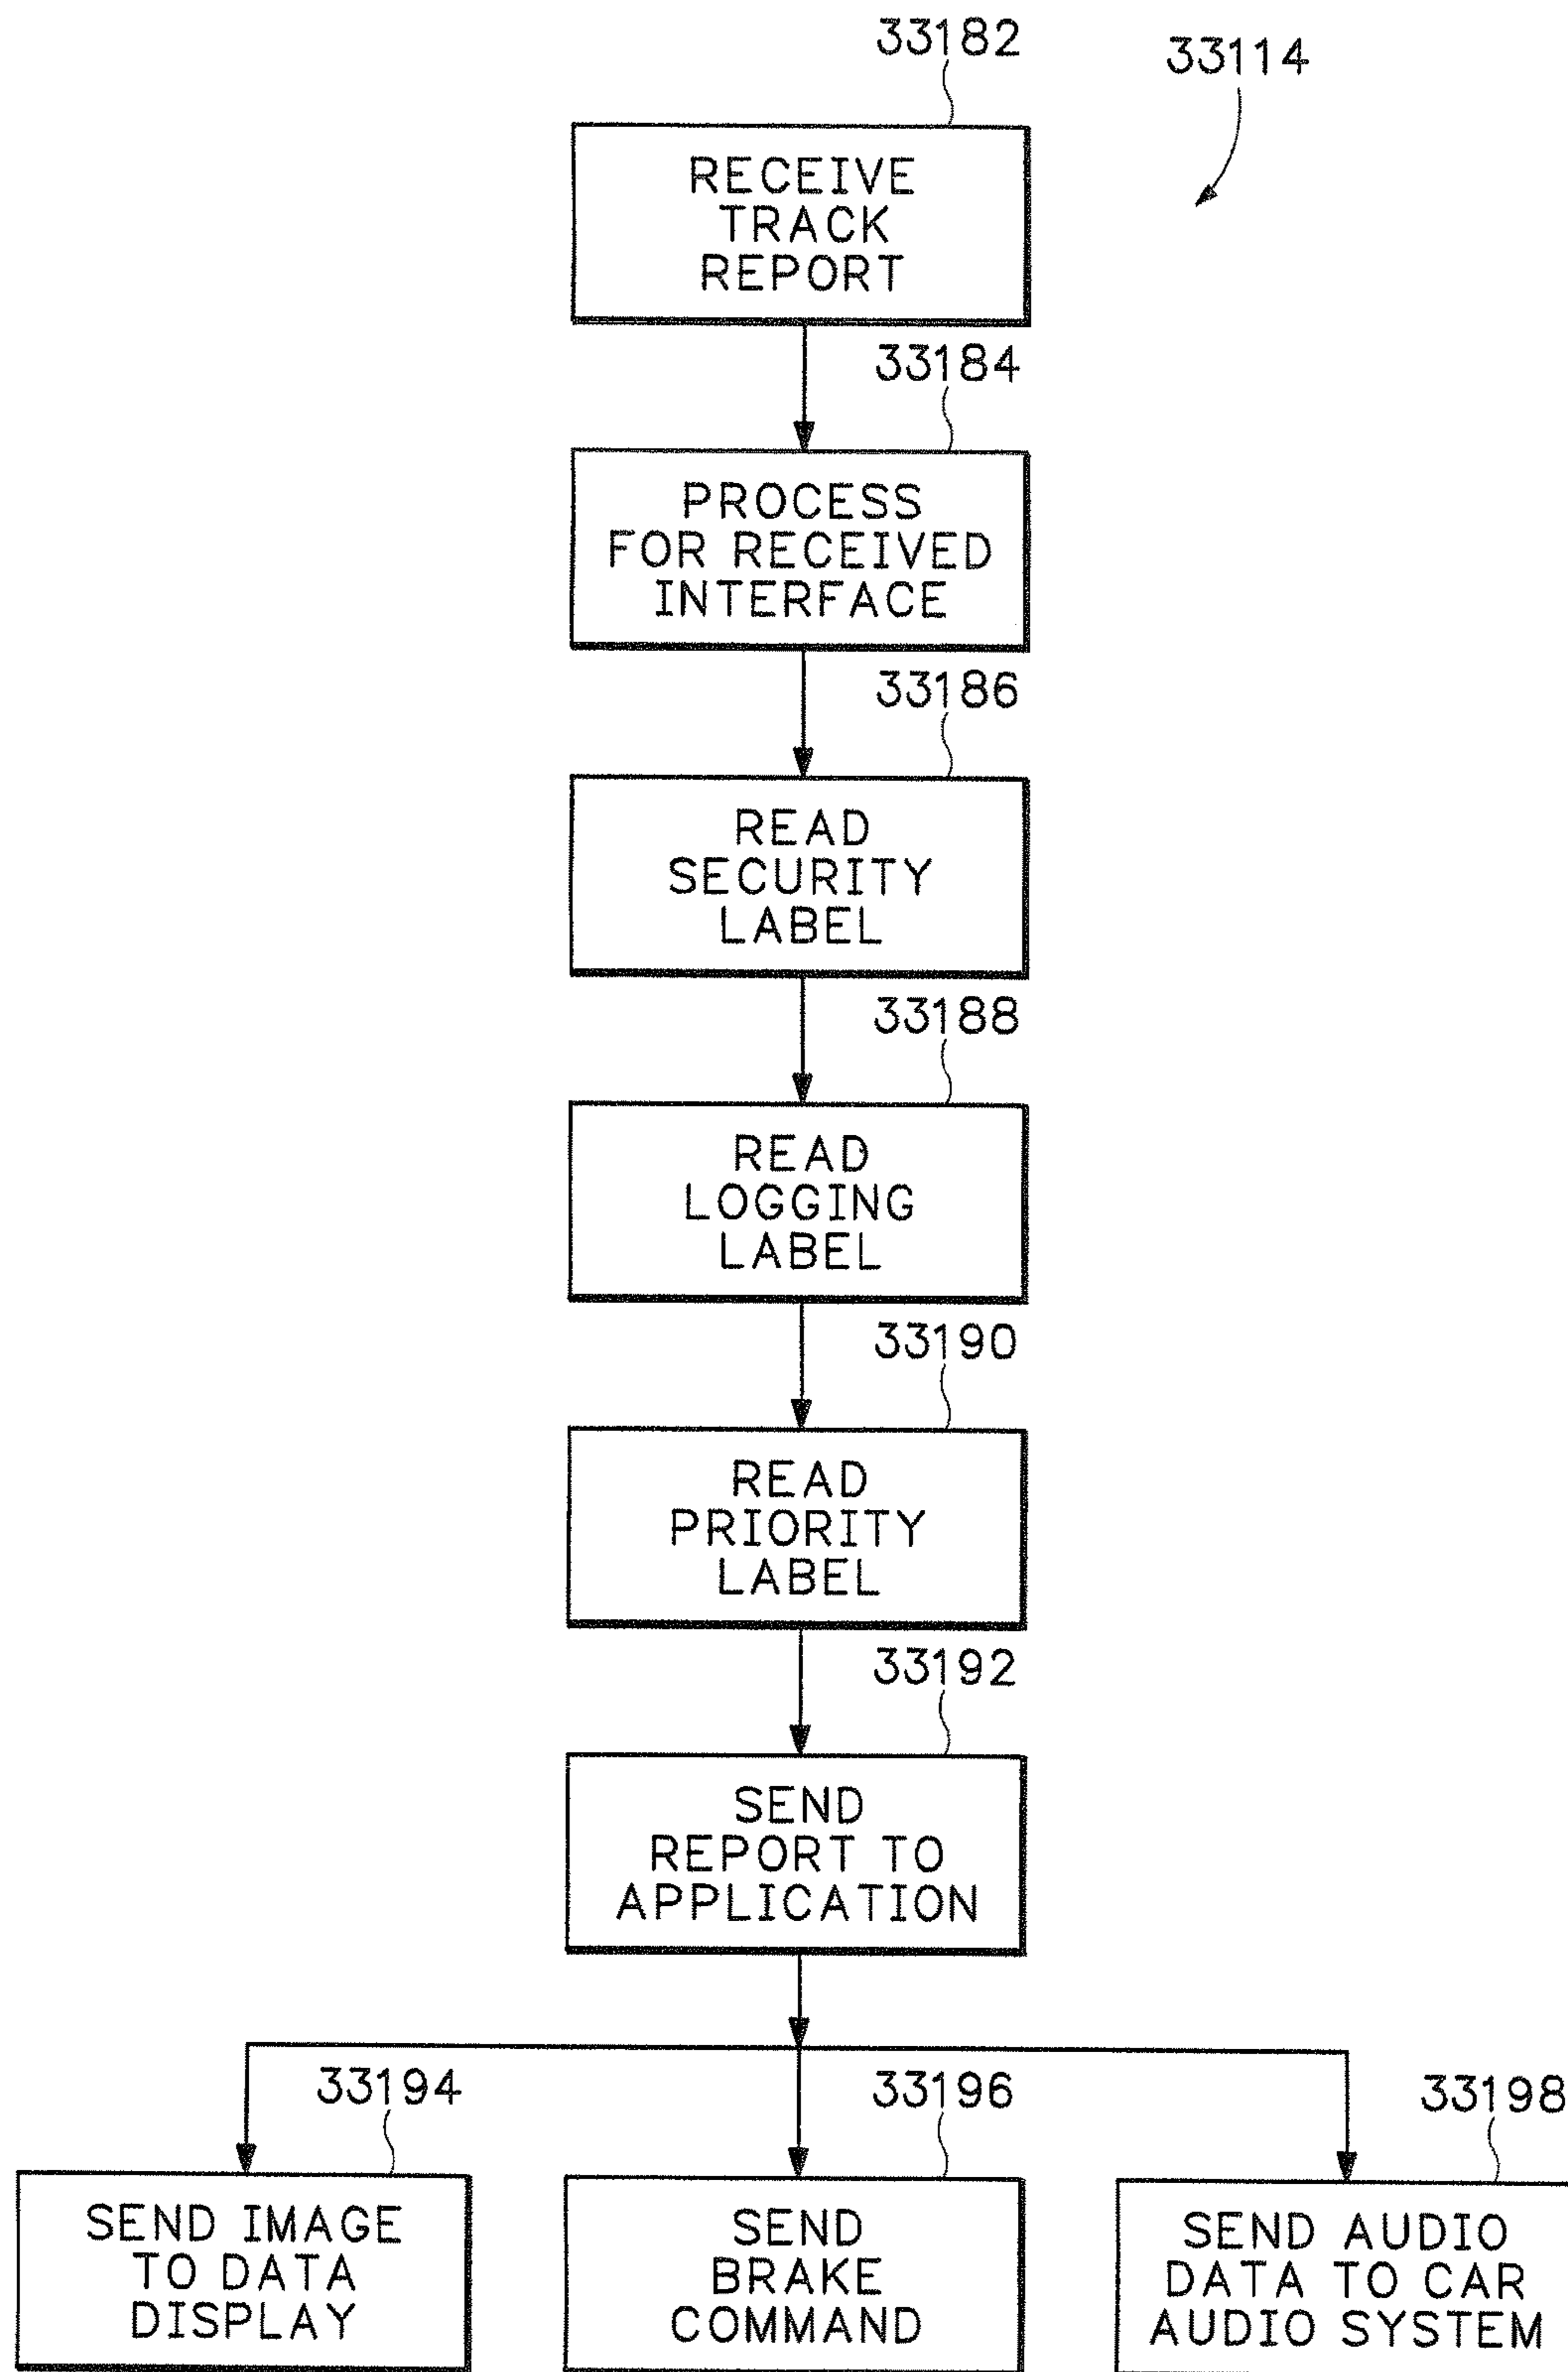 33182
33114
RECEIVE
TRACK
REPORT
33184
PROCESS
FOR RECEIVED
INTERFACE
33186
READ
SECURITY
LABEL
33188
READ
LOGGING
LABEL
33190
READ
PRIORITY
LABEL
33192
SEND
REPORT TO
APPLICATION
33194
SEND IMAGE
TO DATA
DISPLAY
33196
SEND
BRAKE
COMMAND
33198
SEND AUDIO
DATA TO CAR
AUDIO SYSTEM